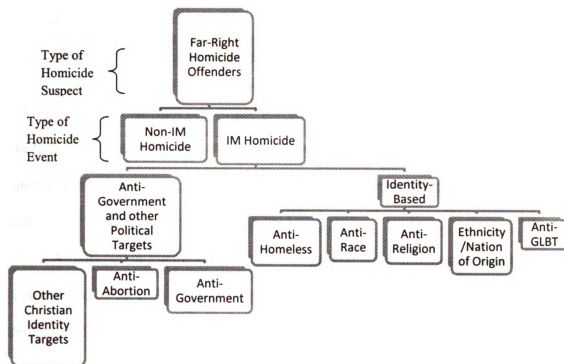 Type of
Homicide
Suspect
Far-Right
Homicide
Offenders
Type of
Homicide
Event
Non-IM
Homicide
IM Homicide
Anti-
Government
and other
Political
Targets
Identity-
Based
Anti-
Homeless
Anti-
Race
Anti-
Religion
Ethnicity
/Nation
of Origin
Anti-
GLBT
Other
Christian
Identity
Targets
Anti-
Abortion
Anti-
Government